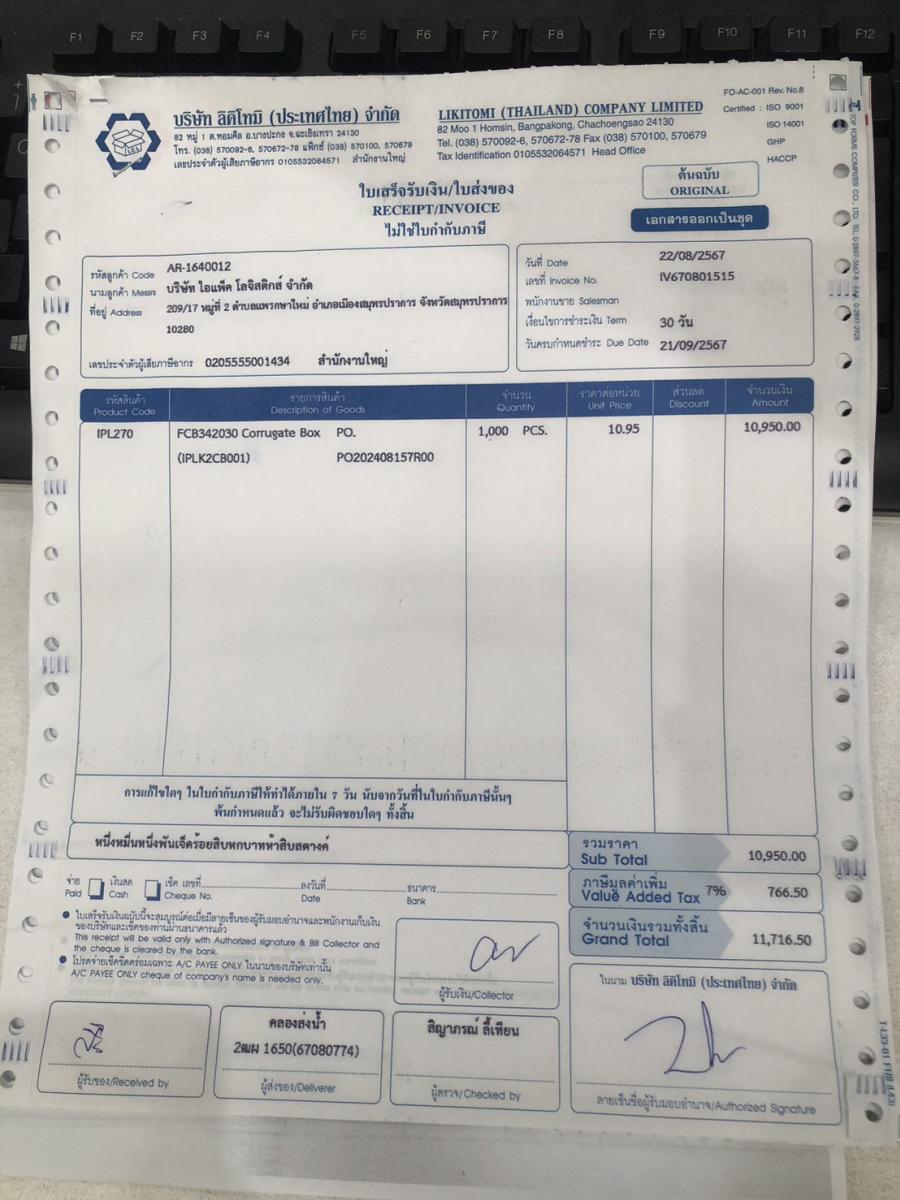 F1 F2 F3 F4 F5 F6 F7 F8 F9 F10 F11 F12
FO-AC-001 Rev. No.8
บริษัท ลิคิโทมิ (ประเทศไทย) จำกัด
82 หมู่ 1 ต.หอมศีล อ.บางปะกง จ.ฉะเชิงเทรา 24130
โทร. (038) 570092-6, 570672-78 แฟ็กซ์ (038) 570100, 570679
เลขประจำตัวผู้เสียภาษีอากร 0105532064571 สำนักงานใหญ่
LIKITOMI (THAILAND) COMPANY LIMITED
82 Moo 1 Homsin, Bangpakong, Chachoengsao 24130
Tel. (038) 570092-6, 570672-78 Fax (038) 570100, 570679
Tax Identification 0105532064571 Head Office
Certified : ISO 9001
ISO 14001
GHP
HACCP
ต้นฉบับ
ORIGINAL
เอกสารออกเป็นชุด
ใบเสร็จรับเงิน/ใบส่งของ
RECEIPT/INVOICE
ไม่ใช่ใบกำกับภาษี
รหัสลูกค้า Code AR-1640012
นามลูกค้า Messrs บริษัท ไอแพ็ค โลจิสติกส์ จำกัด
ที่อยู่ Address 209/17 หมู่ที่ 2 ตำบลแพรกษาใหม่ อำเภอเมืองสมุทรปราการ จังหวัดสมุทรปราการ
10280
เลขประจำตัวผู้เสียภาษีอากร 0205555001434 สำนักงานใหญ่
วันที่ Date 22/08/2567
เลขที่ Invoice No. IV670801515
พนักงานขาย Salesman
เงื่อนไขการชำระเงิน Term 30 วัน
วันครบกำหนดชำระ Due Date 21/09/2567
รหัสสินค้า รายการสินค้า จำนวน ราคาต่อหน่วย ส่วนลด จำนวนเงิน
Product Code Description of Goods Quantity Unit Price Discount Amount
IPL270 FCB342030 Corrugate Box PO. 1,000 PCS. 10.95 10,950.00
(IPLK2CB001) PO202408157R00
การแก้ไขใดๆ ในใบกำกับภาษีให้ทำได้ภายใน 7 วัน นับจากวันที่ในใบกำกับภาษีนั้นๆ
พ้นกำหนดแล้ว จะไม่รับผิดชอบใดๆ ทั้งสิ้น
หนึ่งหมื่นหนึ่งพันเจ็ดร้อยสิบหกบาทห้าสิบสตางค์
รวมราคา
Sub Total 10,950.00
ภาษีมูลค่าเพิ่ม
Value Added Tax 7% 766.50
จำนวนเงินรวมทั้งสิ้น
Grand Total 11,716.50
จ่าย เงินสด เช็ค เลขที่ ลงวันที่ ธนาคาร
Paid Cash Cheque No. Date Bank
● ใบเสร็จรับเงินฉบับนี้จะสมบูรณ์ต่อเมื่อมีลายเซ็นของผู้รับมอบอำนาจและพนักงานเก็บเงิน
ของบริษัทและเช็คของท่านผ่านธนาคารแล้ว
This receipt will be valid only with Authorized signature & Bill Collector and
the cheque is cleared by the bank.
● โปรดจ่ายเช็คขีดคร่อมเฉพาะ A/C PAYEE ONLY ในนามของบริษัทเท่านั้น
A/C PAYEE ONLY cheque of company's name is needed only.
ผู้รับเงิน/Collector
ในนาม บริษัท ลิคิโทมิ (ประเทศไทย) จำกัด
ผู้รับของ/Received by
คลองส่งน้ำ
2ฒผ 1650(67080774)
ผู้ส่งของ/Deliverer
สิญาภรณ์ ลี้เทียน
ผู้ตรวจ/Checked by
ลายเซ็นชื่อผู้รับมอบอำนาจ/Authorized Signature